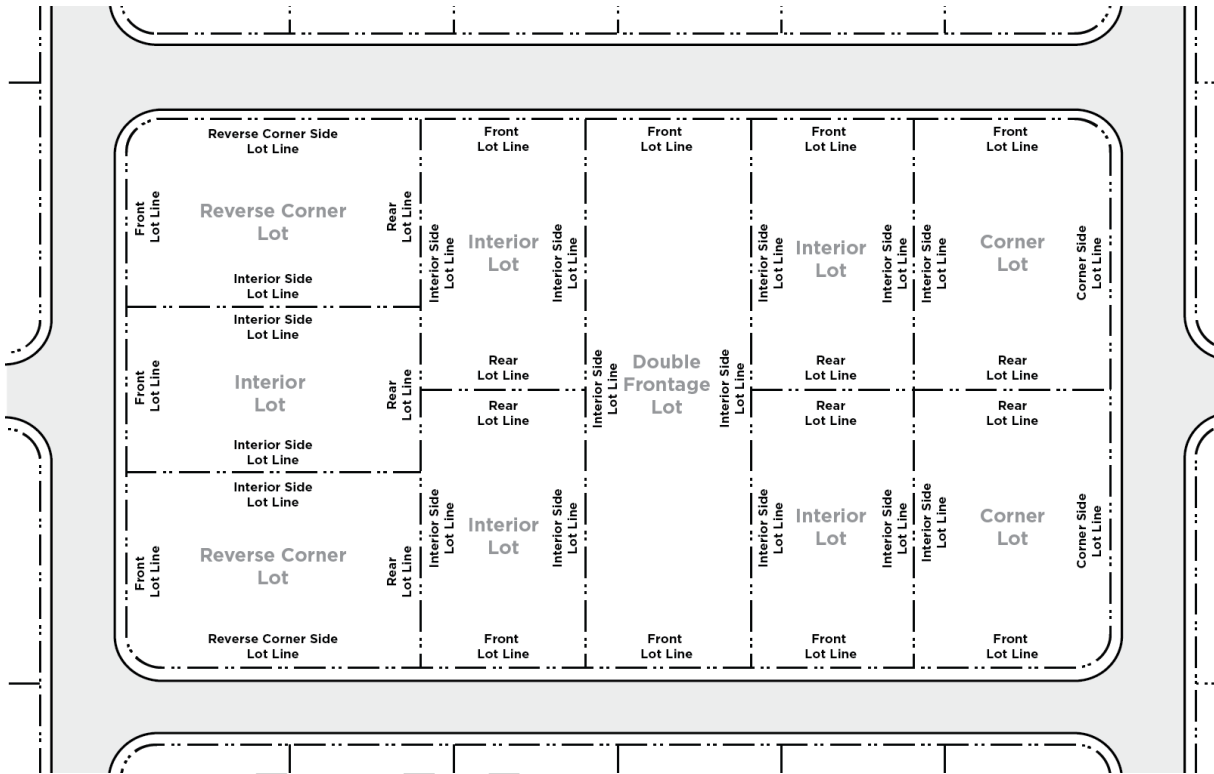 Reverse Corner Side
Lot Line
Front
Lot Line
Reverse Corner
Lot
Rear
Lot Line
Interior Side
Lot Line
Interior Side
Lot Line
Front
Lot Line
Interior
Lot
Rear
Lot Line
Interior Side
Lot Line
Interior Side
Lot Line
Front
Lot Line
Reverse Corner
Lot
Rear
Lot Line
Reverse Corner Side
Lot Line
Front
Lot Line
Interior Side
Lot Line
Interior
Lot
Interior Side
Lot Line
Rear
Lot Line
Rear
Lot Line
Interior Side
Lot Line
Interior
Lot
Interior Side
Lot Line
Front
Lot Line
Front
Lot Line
Interior Side
Lot Line
Double
Frontage
Lot
Interior Side
Lot Line
Front
Lot Line
Front
Lot Line
Interior Side
Lot Line
Interior
Lot
Interior Side
Lot Line
Rear
Lot Line
Rear
Lot Line
Interior Side
Lot Line
Interior
Lot
Interior Side
Lot Line
Front
Lot Line
Front
Lot Line
Interior Side
Lot Line
Corner
Lot
Corner Side
Lot Line
Rear
Lot Line
Rear
Lot Line
Interior Side
Lot Line
Corner
Lot
Corner Side
Lot Line
Front
Lot Line